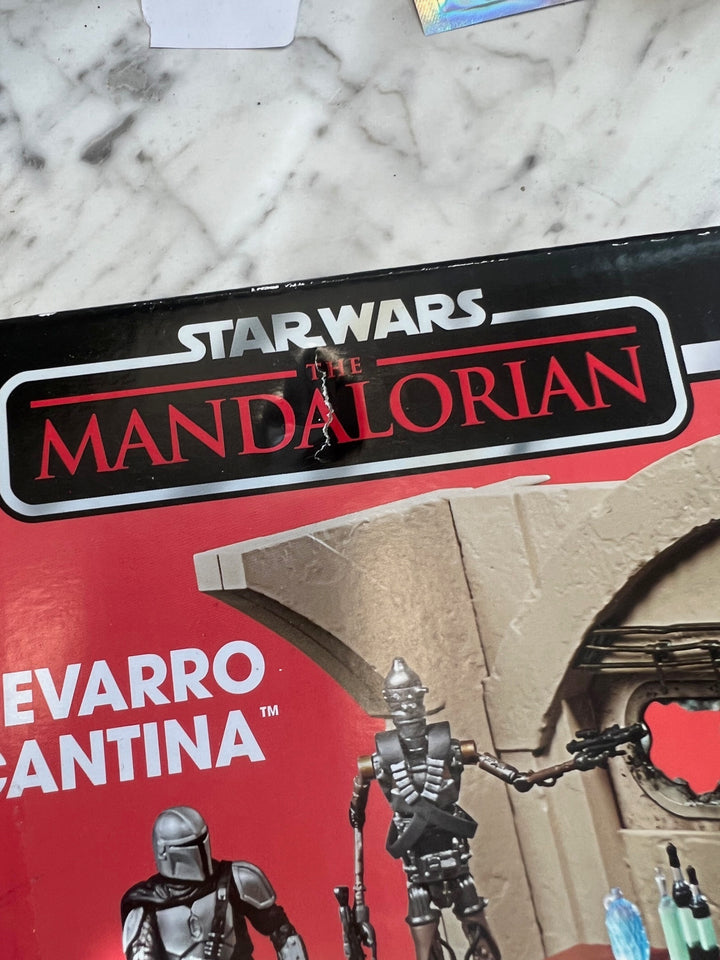 STAR WARS
THE
MANDALORIAN
EVARRO
CANTINA™